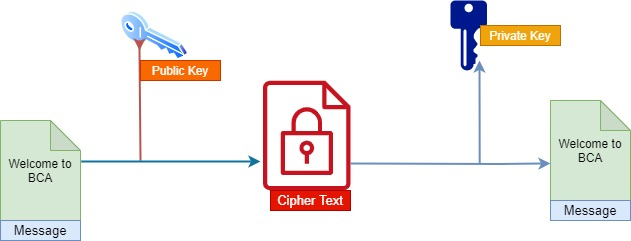 Public Key
Private Key
Welcome to
BCA
Message
Cipher Text
Welcome to
BCA
Message